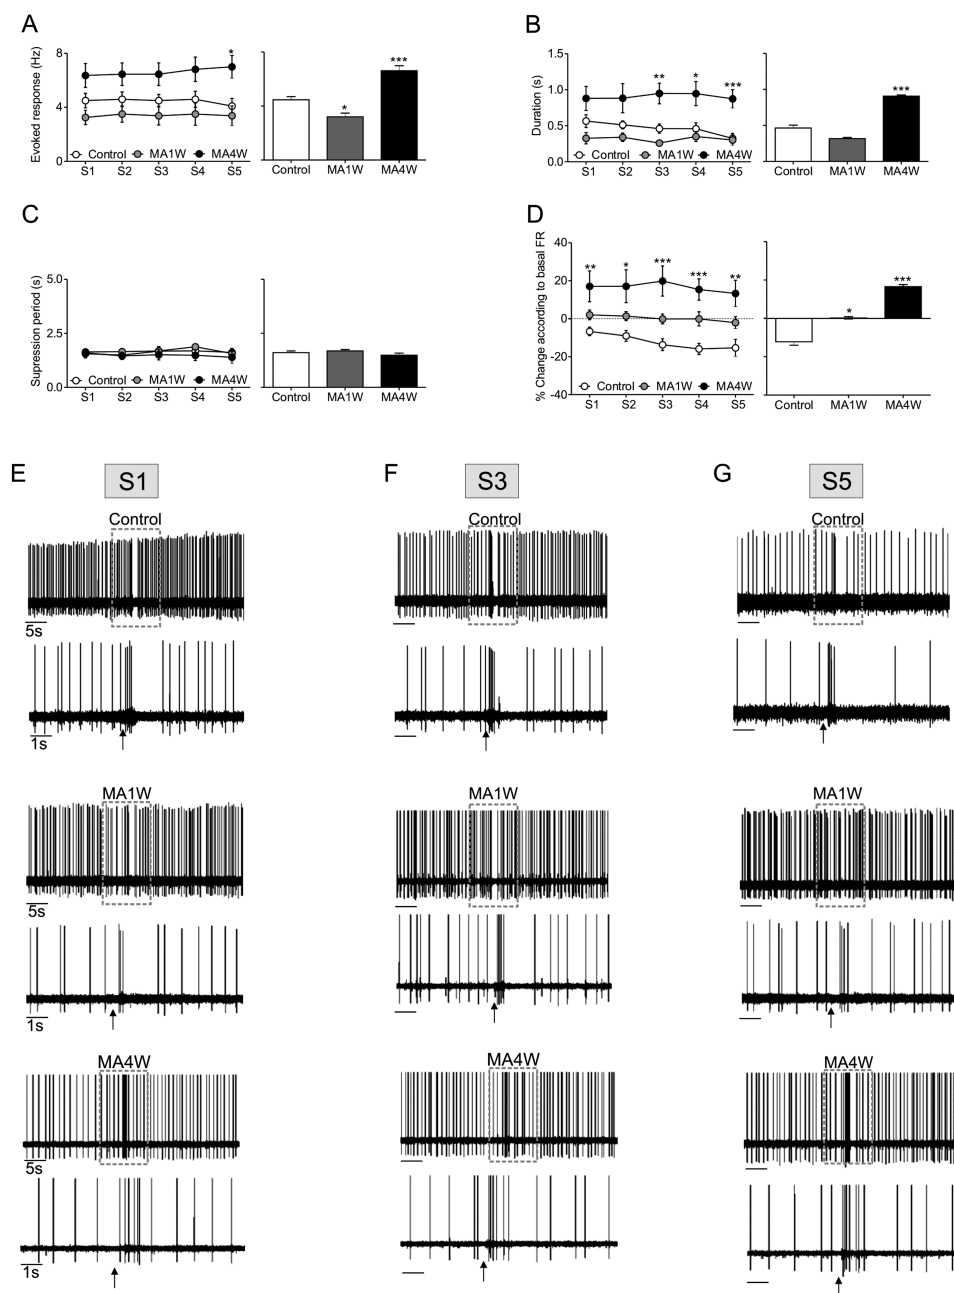 A
Evoked response (Hz)
8
4
0
Control MA1W MA4W
S1 S2 S3 S4 S5
*
*
***
Control MA1W MA4W
B
Duration (s)
1.5
1.0
0.5
0.0
Control MA1W MA4W
S1 S2 S3 S4 S5
** * ***
***
Control MA1W MA4W
C
Supression period (s)
5.0
2.5
0.0
Control MA1W MA4W
S1 S2 S3 S4 S5
Control MA1W MA4W
D
% Change according to basal FR
40
20
0
-20
-40
Control MA1W MA4W
S1 S2 S3 S4 S5
** * *** *** **
*
***
Control MA1W MA4W
E
S1
Control
5s
1s
MA1W
5s
1s
MA4W
5s
1s
F
S3
Control
MA1W
MA4W
G
S5
Control
MA1W
MA4W